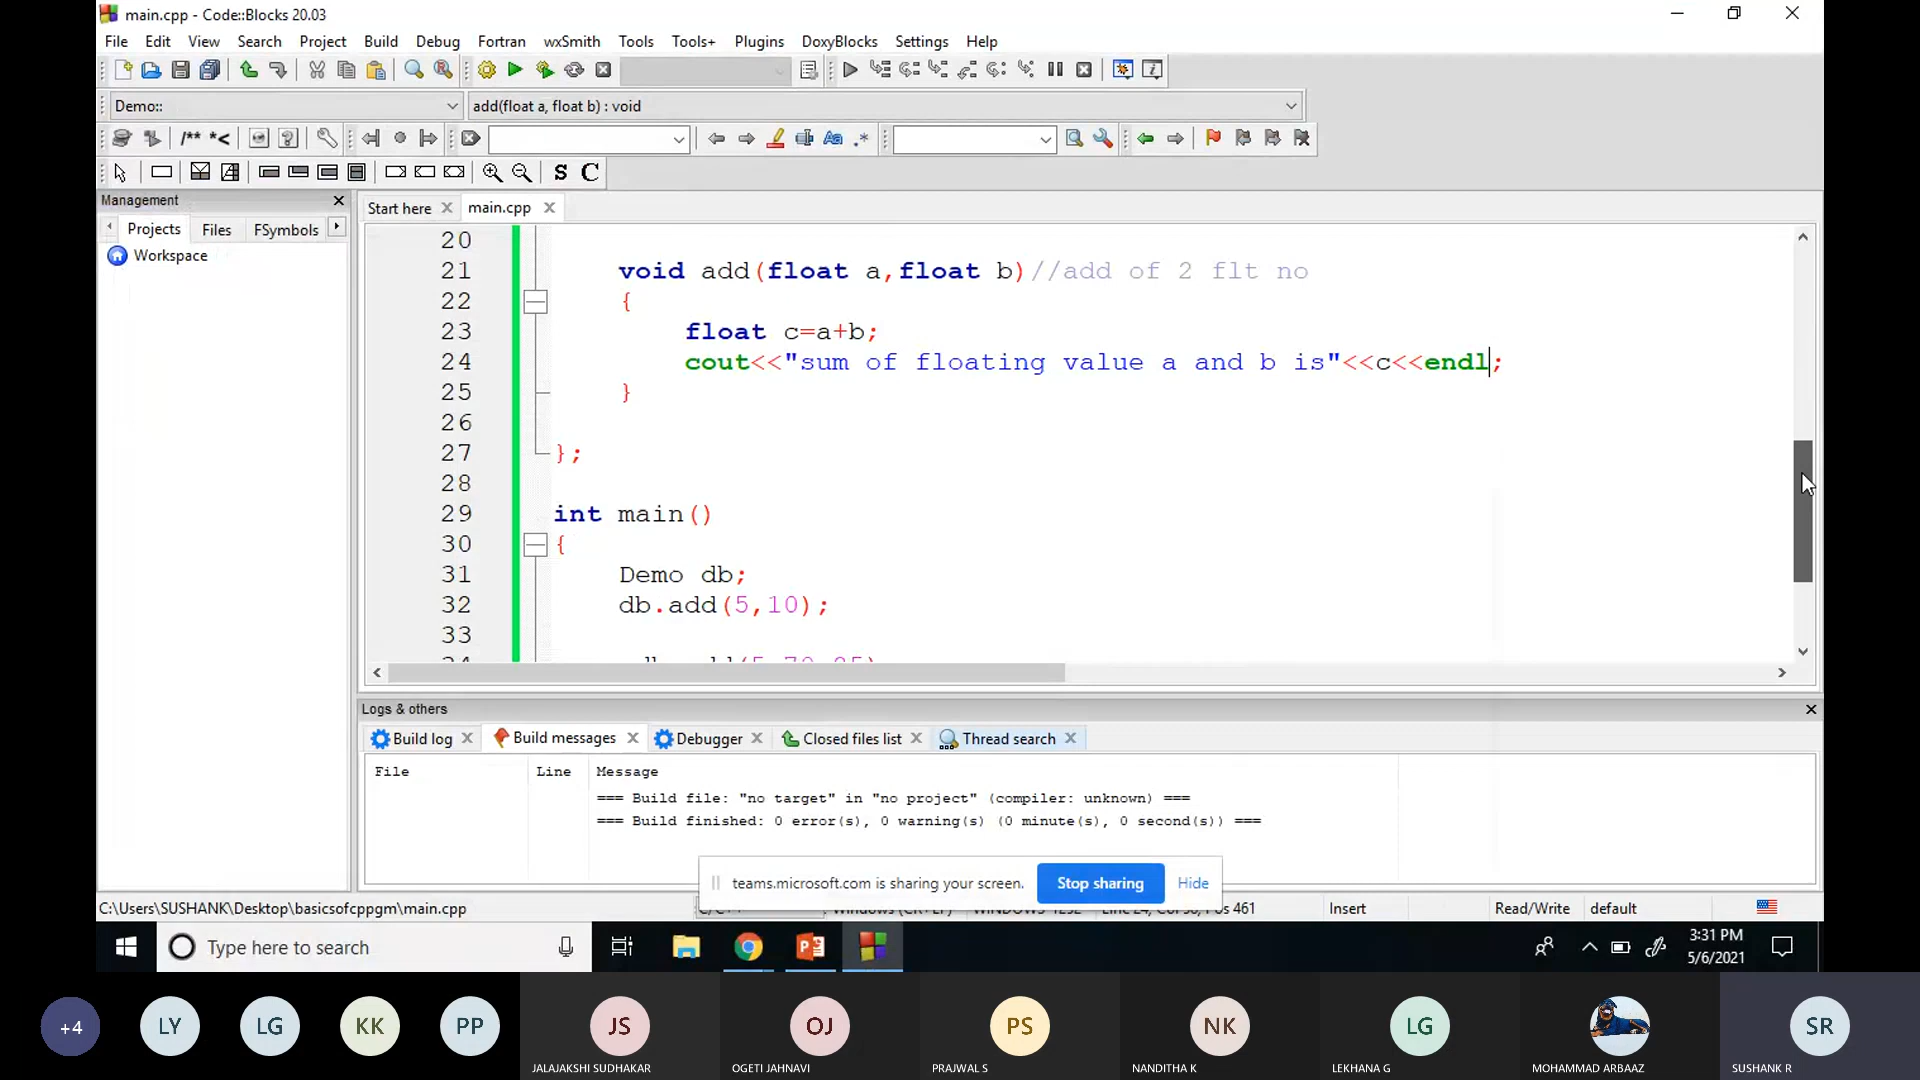 main.cpp - Code::Blocks 20.03
File Edit View Search Project Build Debug Fortran wxSmith Tools Tools+ Plugins DoxyBlocks Settings Help
Demo:: add(float a, float b) : void
/** *<
S C
Management
Start here main.cpp
Projects Files FSymbols
Workspace
20
21 void add(float a,float b)//add of 2 flt no
22 {
23 float c=a+b;
24 cout<<"sum of floating value a and b is"<<c<<endl;
25 }
26
27 };
28
29 int main()
30 {
31 Demo db;
32 db.add(5,10);
33
Logs & others
Build log Build messages Debugger Closed files list Thread search
File Line Message
=== Build file: "no target" in "no project" (compiler: unknown) ===
=== Build finished: 0 error(s), 0 warning(s) (0 minute(s), 0 second(s)) ===
teams.microsoft.com is sharing your screen. Stop sharing Hide
C:\Users\SUSHANK\Desktop\basicsofcppgm\main.cpp Insert Read/Write default
Type here to search
3:31 PM
5/6/2021
+4 LY LG KK PP JS OJ PS NK LG SR
JALAJAKSHI SUDHAKAR OGETI JAHNAVI PRAJWAL S NANDITHA K LEKHANA G MOHAMMAD ARBAAZ SUSHANK R